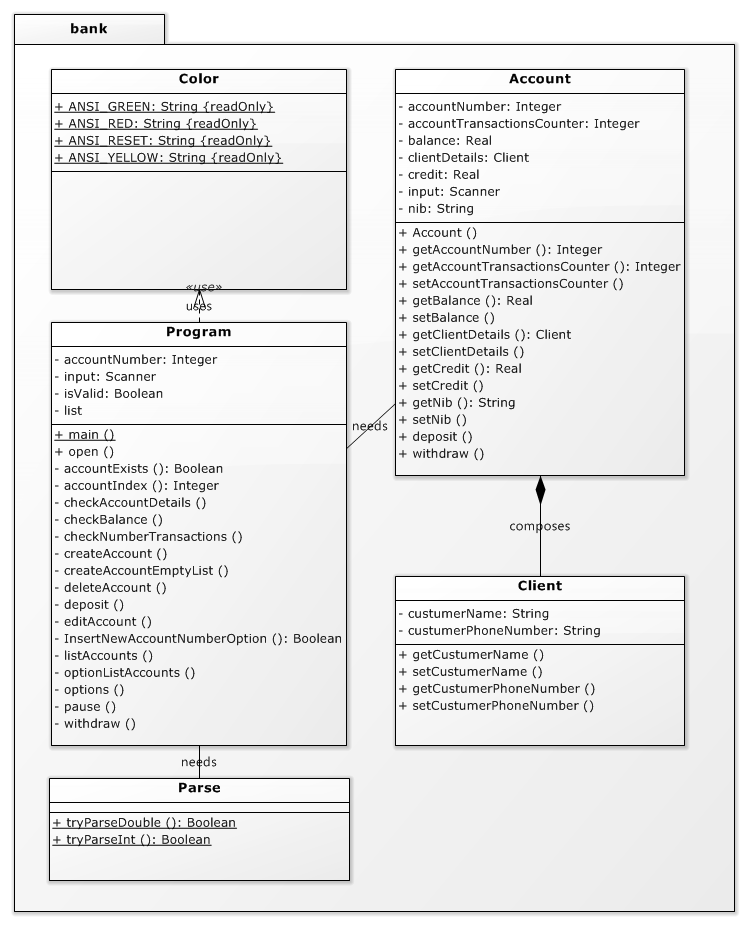 bank
Color
+ ANSI_GREEN: String {readOnly}
+ ANSI_RED: String {readOnly}
+ ANSI_RESET: String {readOnly}
+ ANSI_YELLOW: String {readOnly}
«use»
uses
Program
- accountNumber: Integer
- input: Scanner
- isValid: Boolean
- list
+ main ()
+ open ()
- accountExists (): Boolean
- accountIndex (): Integer
- checkAccountDetails ()
- checkBalance ()
- checkNumberTransactions ()
- createAccount ()
- createAccountEmptyList ()
- deleteAccount ()
- deposit ()
- editAccount ()
- InsertNewAccountNumberOption (): Boolean
- listAccounts ()
- optionListAccounts ()
- options ()
- pause ()
- withdraw ()
needs
Parse
+ tryParseDouble (): Boolean
+ tryParseInt (): Boolean
needs
Account
- accountNumber: Integer
- accountTransactionsCounter: Integer
- balance: Real
- clientDetails: Client
- credit: Real
- input: Scanner
- nib: String
+ Account ()
+ getAccountNumber (): Integer
+ getAccountTransactionsCounter (): Integer
+ setAccountTransactionsCounter ()
+ getBalance (): Real
+ setBalance ()
+ getClientDetails (): Client
+ setClientDetails ()
+ getCredit (): Real
+ setCredit ()
+ getNib (): String
+ setNib ()
+ deposit ()
+ withdraw ()
composes
Client
- custumerName: String
- custumerPhoneNumber: String
+ getCustumerName ()
+ setCustumerName ()
+ getCustumerPhoneNumber ()
+ setCustumerPhoneNumber ()